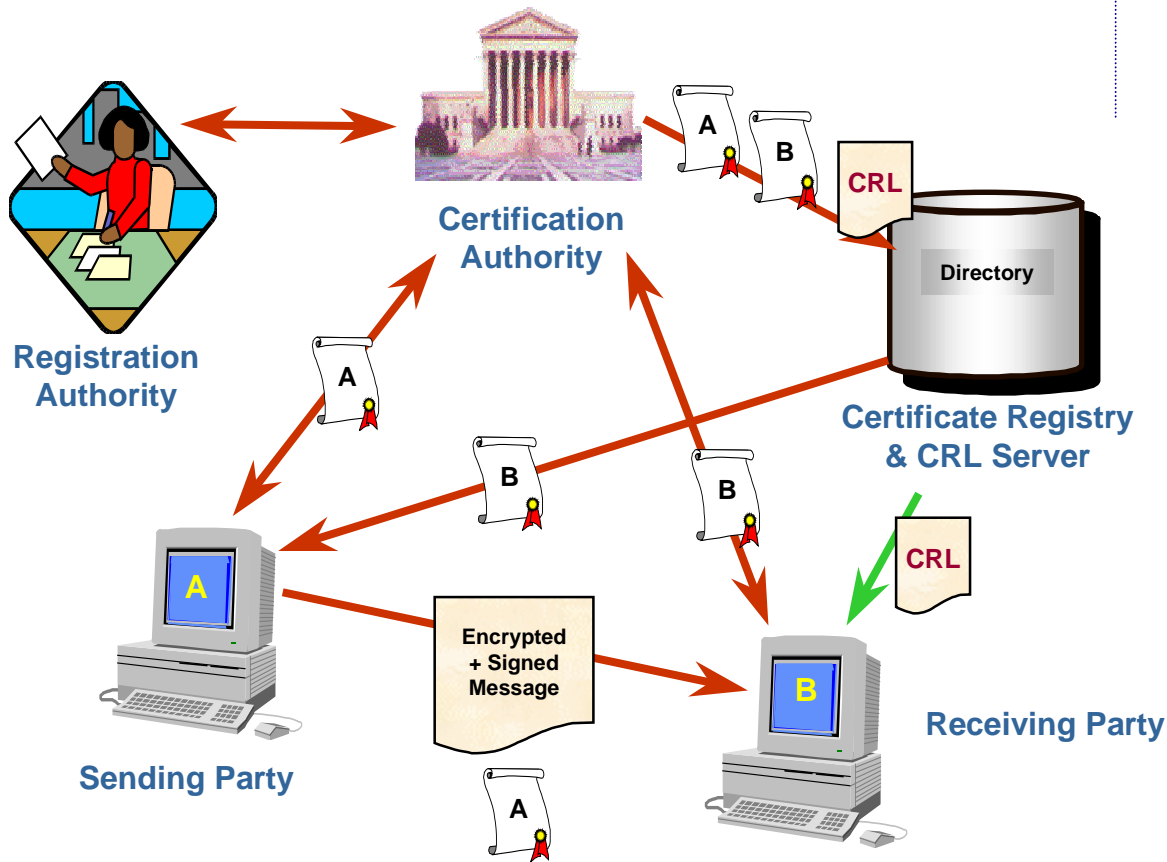 A
B
CRL
Certification
Authority
Directory
Registration
Authority
A
Certificate Registry
& CRL Server
B
B
CRL
A
Encrypted
+ Signed
Message
B
Receiving Party
Sending Party
A